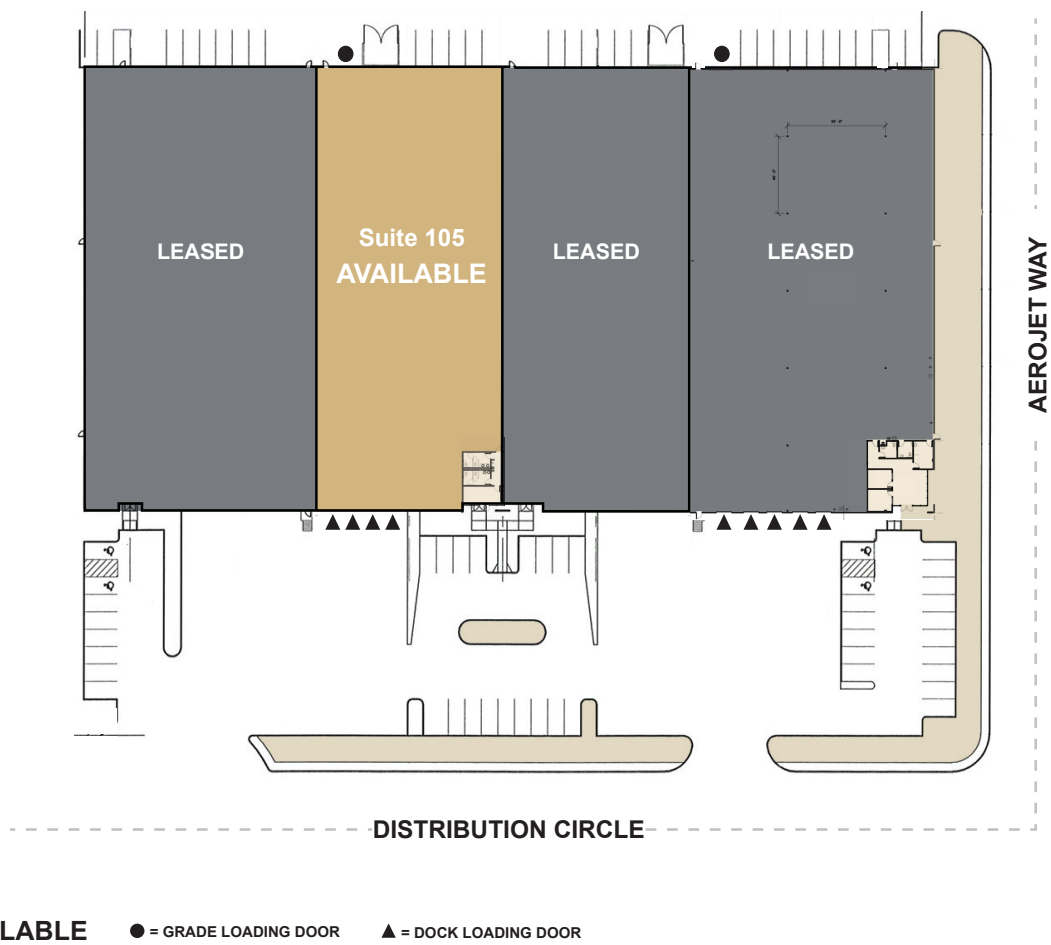 LEASED
Suite 105
AVAILABLE
LEASED
LEASED
AEROJET WAY
DISTRIBUTION CIRCLE
LABLE
= GRADE LOADING DOOR
= DOCK LOADING DOOR